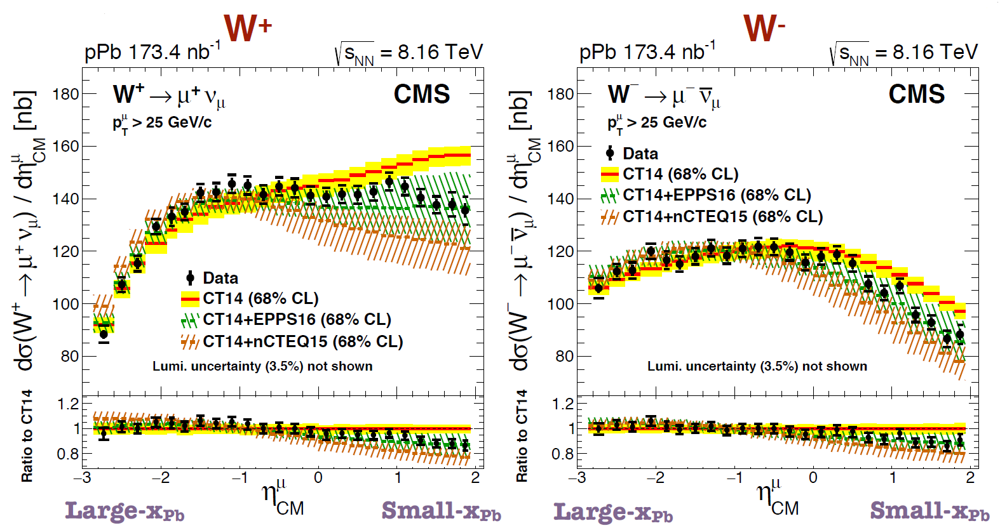 W+
pPb 173.4 nb⁻¹ √sNN = 8.16 TeV
W⁺ → μ⁺ νμ
CMS
pTμ > 25 GeV/c
dσ(W⁺ → μ⁺ νμ) / dημCM [nb]
180
160
140
120
100
80
Data
CT14 (68% CL)
CT14+EPPS16 (68% CL)
CT14+nCTEQ15 (68% CL)
Lumi. uncertainty (3.5%) not shown
Ratio to CT14
1.2
1
0.8
−3 −2 −1 0 1 2
ημCM
Large-xPb Small-xPb
W-
pPb 173.4 nb⁻¹ √sNN = 8.16 TeV
W⁻ → μ⁻ ν̅μ
CMS
pTμ > 25 GeV/c
dσ(W⁻ → μ⁻ ν̅μ) / dημCM [nb]
180
160
140
120
100
80
Data
CT14 (68% CL)
CT14+EPPS16 (68% CL)
CT14+nCTEQ15 (68% CL)
Lumi. uncertainty (3.5%) not shown
Ratio to CT14
1.2
1
0.8
−3 −2 −1 0 1 2
ημCM
Large-xPb Small-xPb